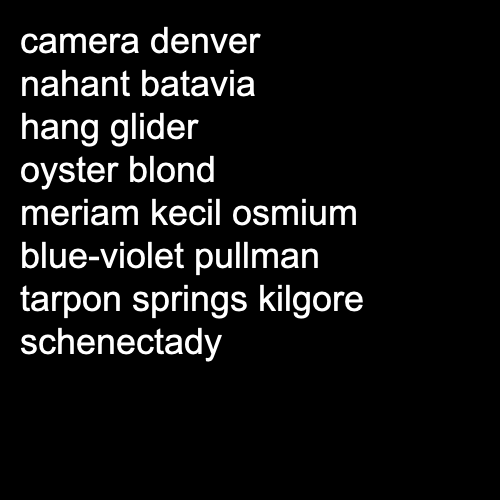 camera denver
nahant batavia
hang glider
oyster blond
meriam kecil osmium
blue-violet pullman
tarpon springs kilgore
schenectady